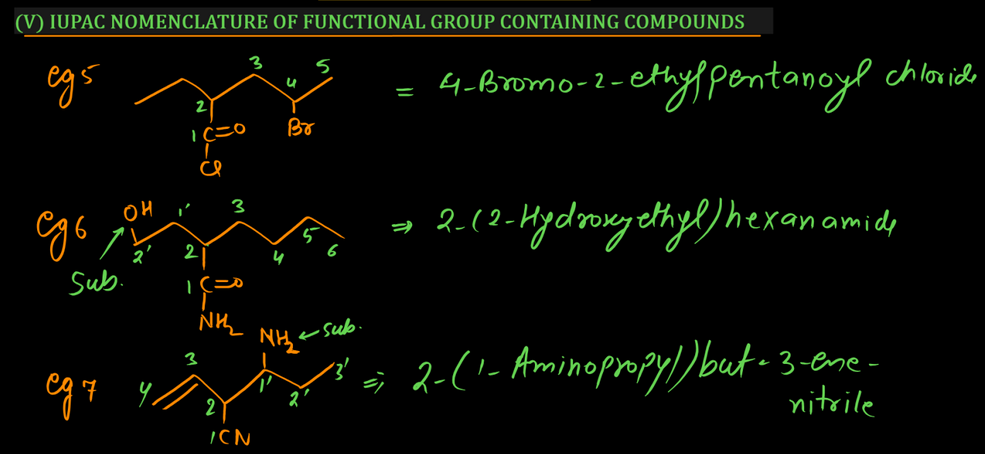 (V) IUPAC NOMENCLATURE OF FUNCTIONAL GROUP CONTAINING COMPOUNDS
eg 5
3
5
4
2
1 C=O
Br
Cl
= 4-Bromo-2-ethylpentanoyl chloride
eg 6
OH
1'
3
2'
2
4
5
6
Sub.
1 C=O
NH2
⇒ 2-(2-Hydroxyethyl)hexanamide
eg 7
NH2 ← Sub.
3
4
2
1'
2'
3'
1CN
⇒ 2-(1-Aminopropyl)but-3-ene-
nitrile